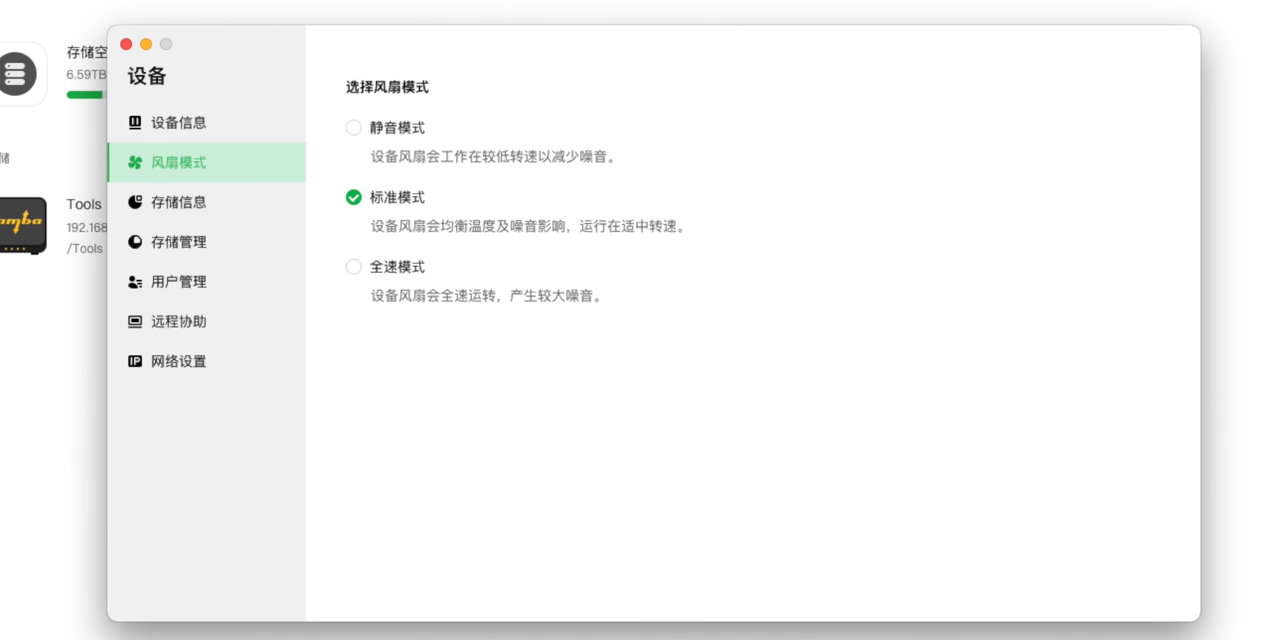 存储空
6.59TB
储
amba
Tools
192.168
/Tools
设备
设备信息
风扇模式
存储信息
存储管理
用户管理
远程协助
IP 网络设置
选择风扇模式
静音模式
设备风扇会工作在较低转速以减少噪音。
标准模式
设备风扇会均衡温度及噪音影响，运行在适中转速。
全速模式
设备风扇会全速运转，产生较大噪音。